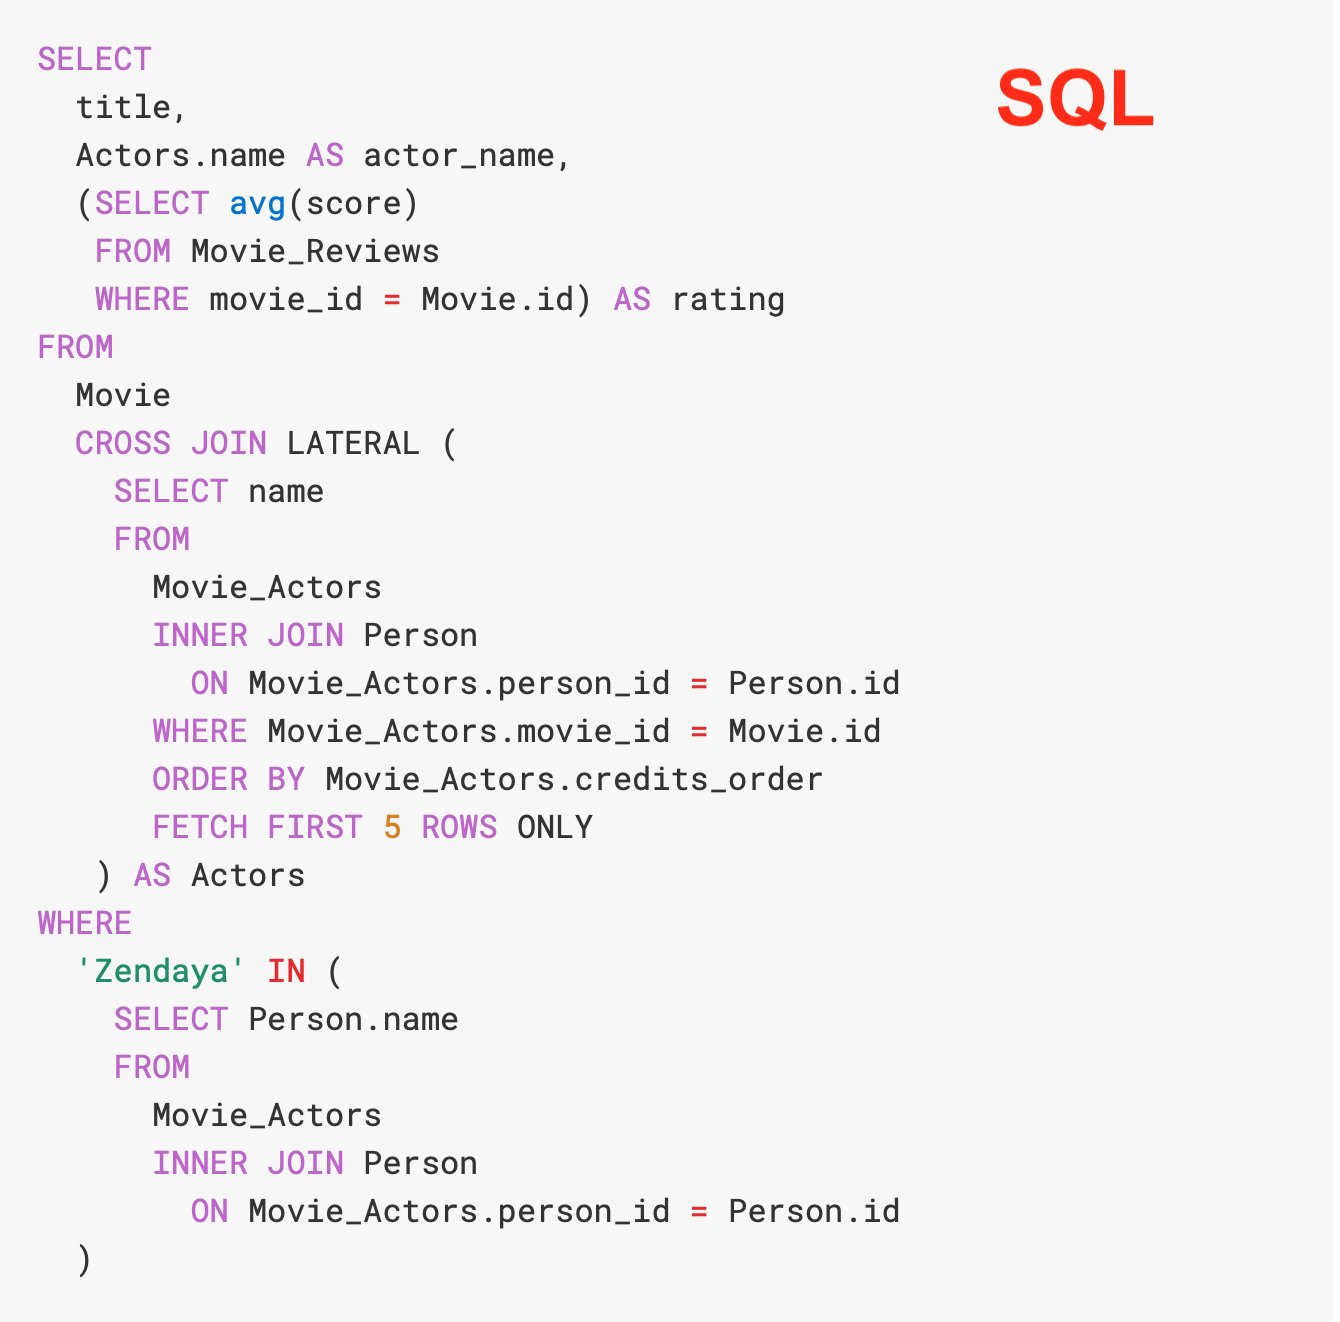 SELECT
SQL
  title,
  Actors.name AS actor_name,
  (SELECT avg(score)
   FROM Movie_Reviews
   WHERE movie_id = Movie.id) AS rating
FROM
  Movie
  CROSS JOIN LATERAL (
    SELECT name
    FROM
      Movie_Actors
      INNER JOIN Person
        ON Movie_Actors.person_id = Person.id
      WHERE Movie_Actors.movie_id = Movie.id
      ORDER BY Movie_Actors.credits_order
      FETCH FIRST 5 ROWS ONLY
   ) AS Actors
WHERE
  'Zendaya' IN (
    SELECT Person.name
    FROM
      Movie_Actors
      INNER JOIN Person
        ON Movie_Actors.person_id = Person.id
  )